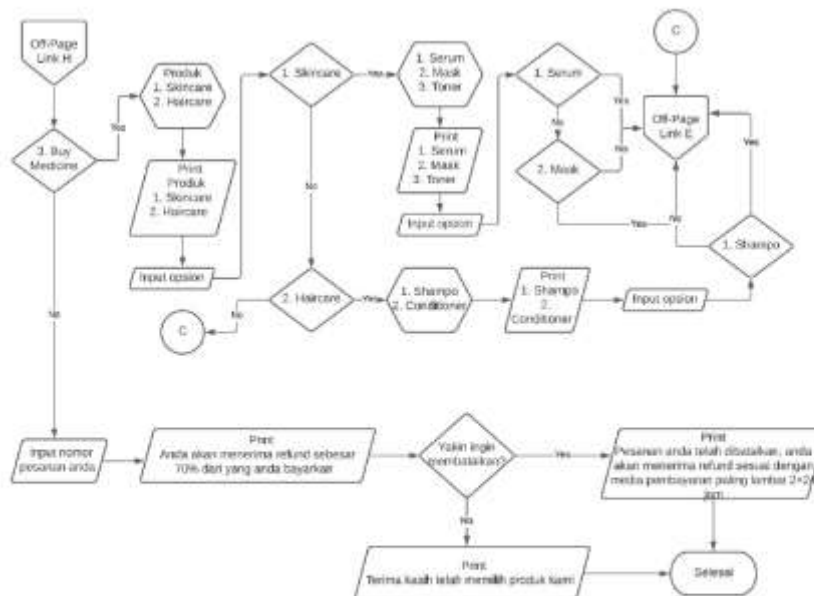 Off-Page
Link H
3. Buy
Medicine
Yes
No
Produk
1. Skincare
2. Haircare
Print
Produk
1. Skincare
2. Haircare
Input opsion
1. Skincare
Yes
No
1. Serum
2. Mask
3. Toner
Print
1. Serum
2. Mask
3. Toner
Input opsion
1. Serum
Yes
No
2. Mask
No
Yes
C
Off-Page
Link E
Yes
No
1. Shampo
2. Haircare
No
C
Yes
1. Shampo
2. Conditioner
Print
1. Shampo
2.
Conditioner
Input opsion
Input nomor
pesanan anda
Print
Anda akan menerima refund sebesar
70% dari yang anda bayarkan
Yakin ingin
membatalkan?
Yes
No
Print
Pesanan anda telah dibatalkan, anda
akan menerima refund sesuai dengan
media pembayaran paling lambat 2×24
jam
Print
Terima kasih telah memilih produk kami
Selesai